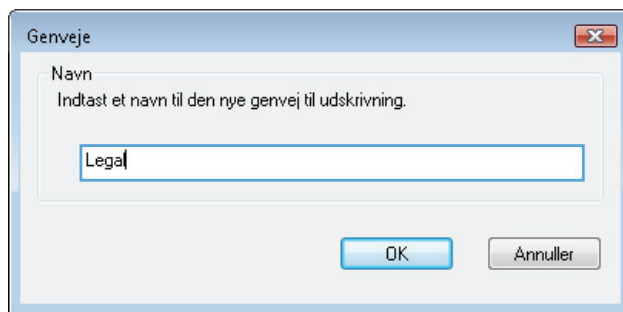 Genveje
Navn
Indtast et navn til den nye genvej til udskrivning.
Legal
OK
Annuller